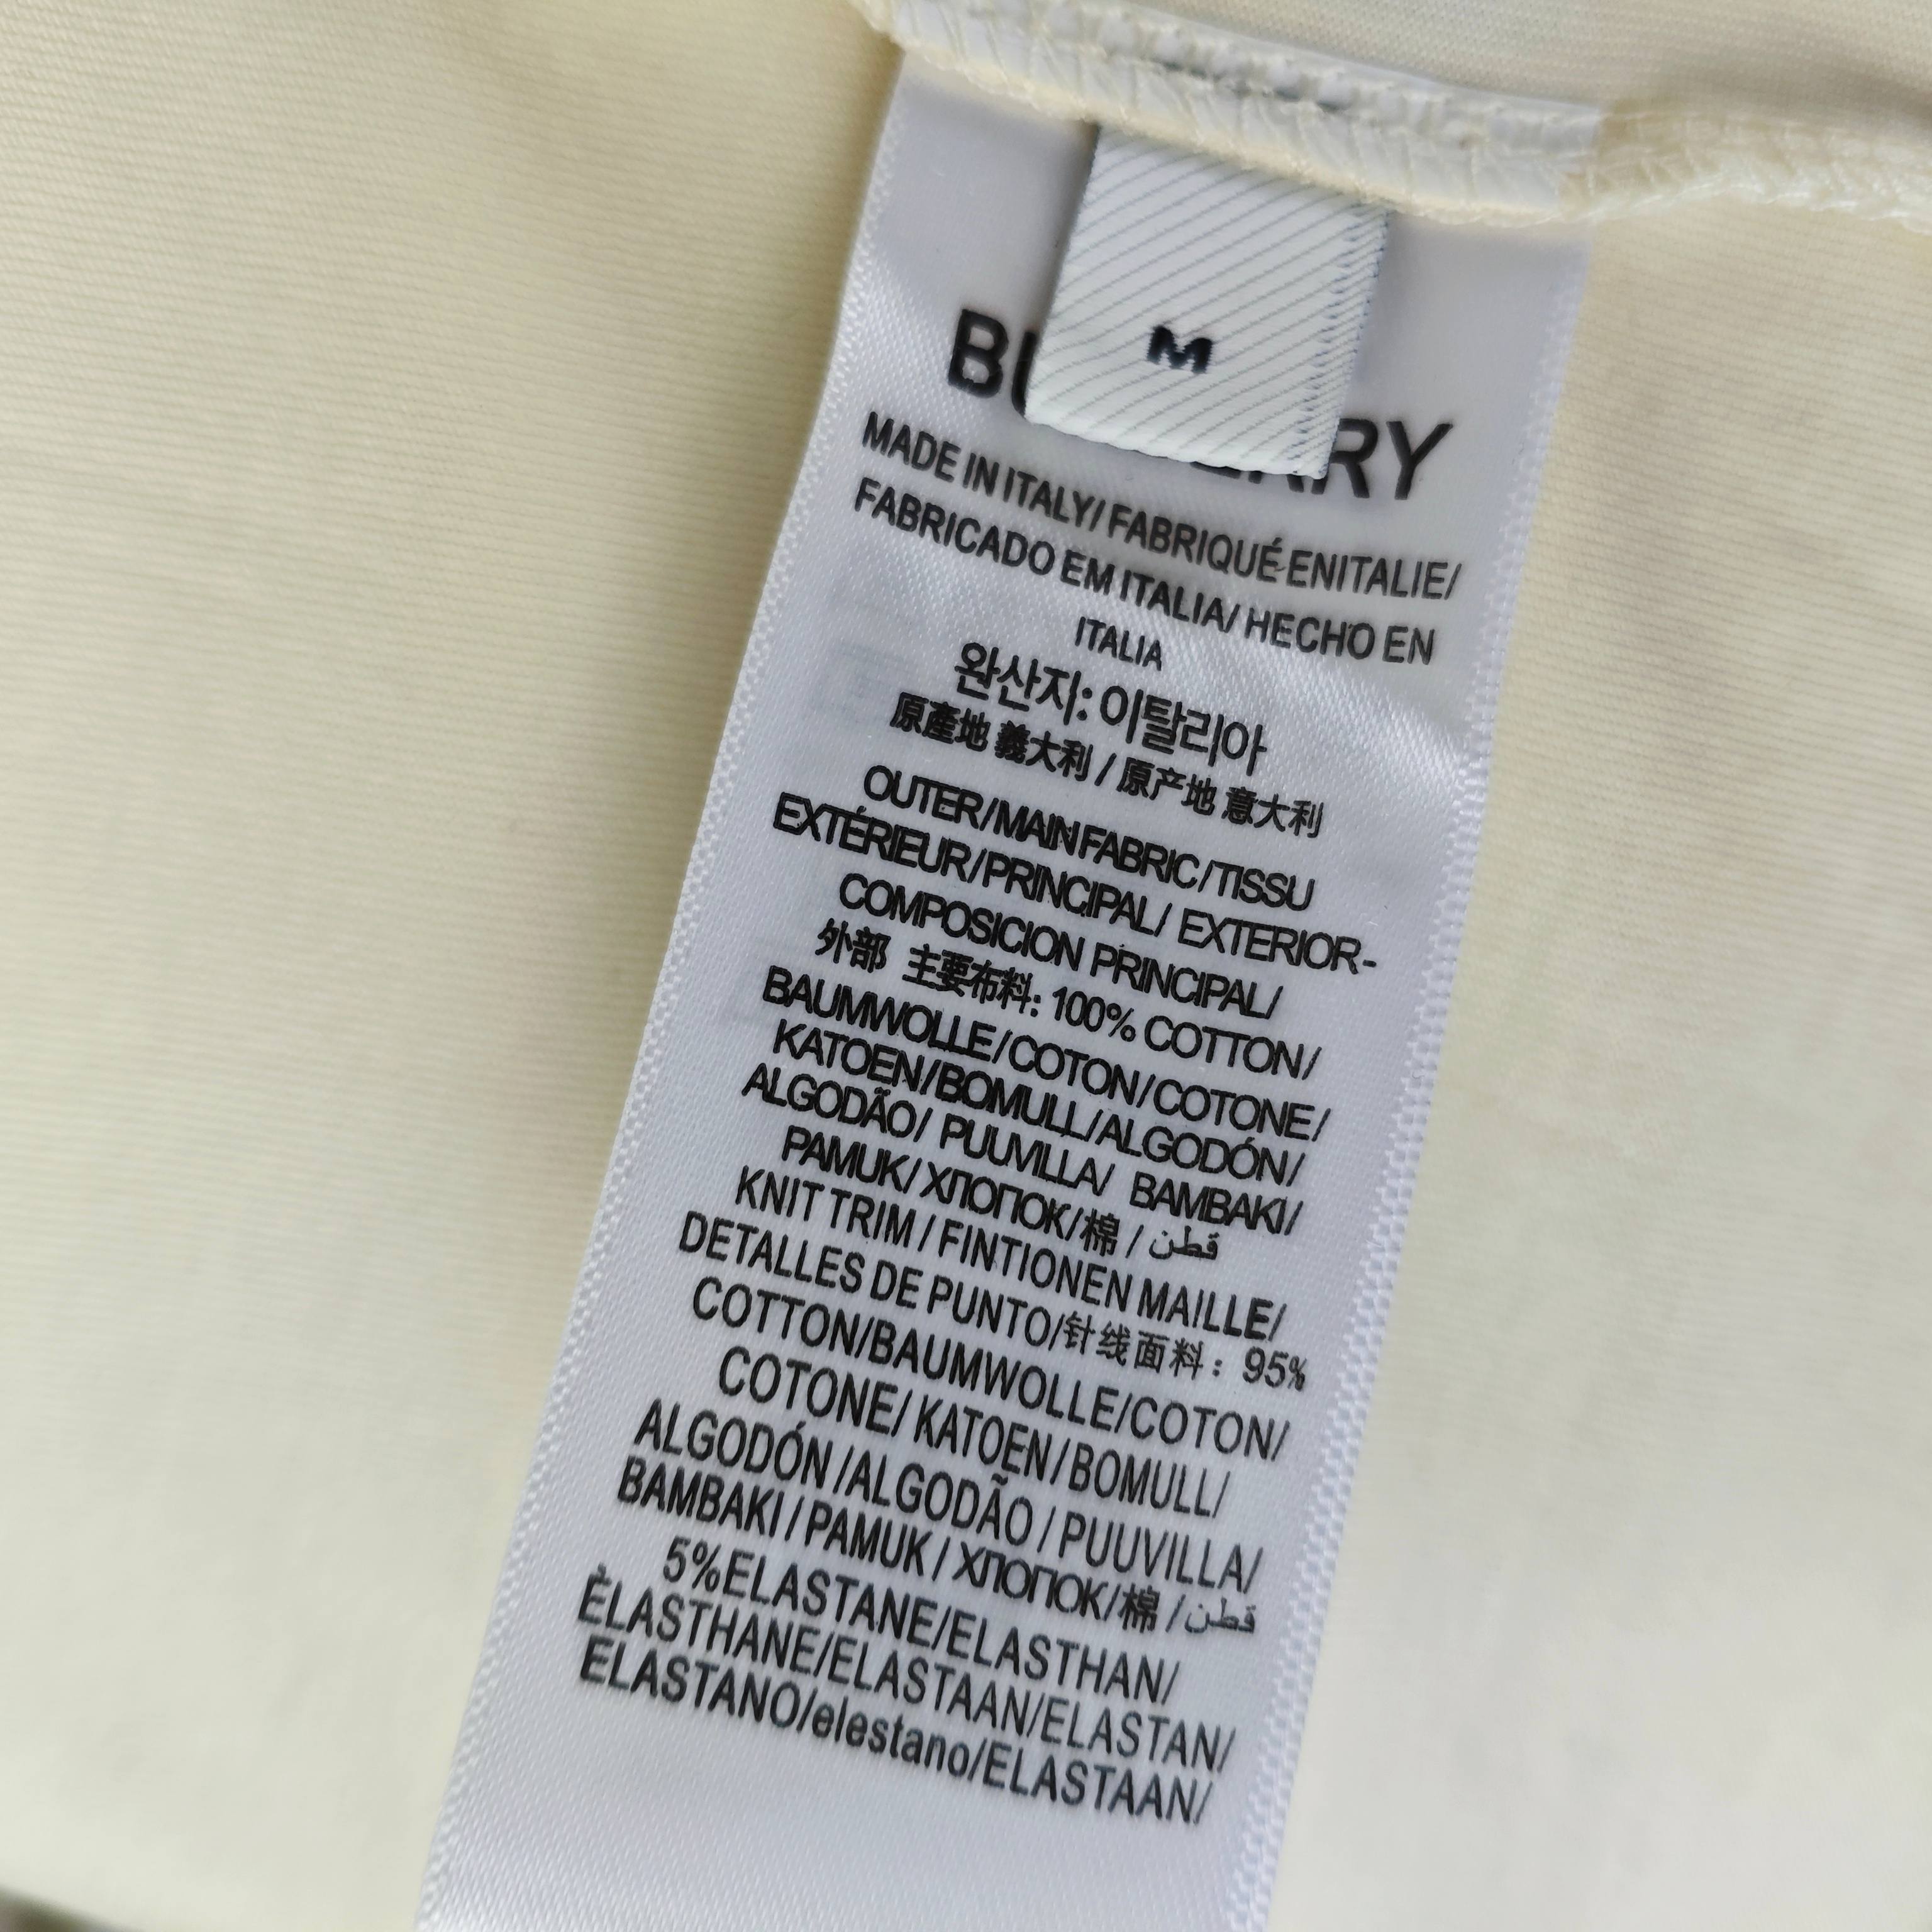 M
BU ERRY
MADE IN ITALY/ FABRIQUÉ ENITALIE/
FABRICADO EM ITALIA/ HECHO EN
ITALIA
완산지: 이탈리아
原產地 義大利 / 原产地 意大利
OUTER/MAIN FABRIC/TISSU
EXTÉRIEUR/PRINCIPAL/ EXTERIOR-
COMPOSICION PRINCIPAL/
外部 主要布料: 100% COTTON/
BAUMWOLLE/COTON/COTONE/
KATOEN/BOMULL/ALGODÓN/
ALGODÃO/ PUUVILLA/ BAMBAKI/
PAMUK/ХЛОПОК/棉 / قطن
KNIT TRIM / FINTIONEN MAILLE/
DETALLES DE PUNTO/针线面料: 95%
COTTON/BAUMWOLLE/COTON/
COTONE/ KATOEN/BOMULL/
ALGODÓN /ALGODÃO / PUUVILLA/
BAMBAKI / PAMUK / ХЛОПОК/棉 / قطن
5%ELASTANE/ELASTHAN/
ÈLASTHANE/ELASTAAN/ELASTAN/
ELASTANO/elestano/ELASTAAN/